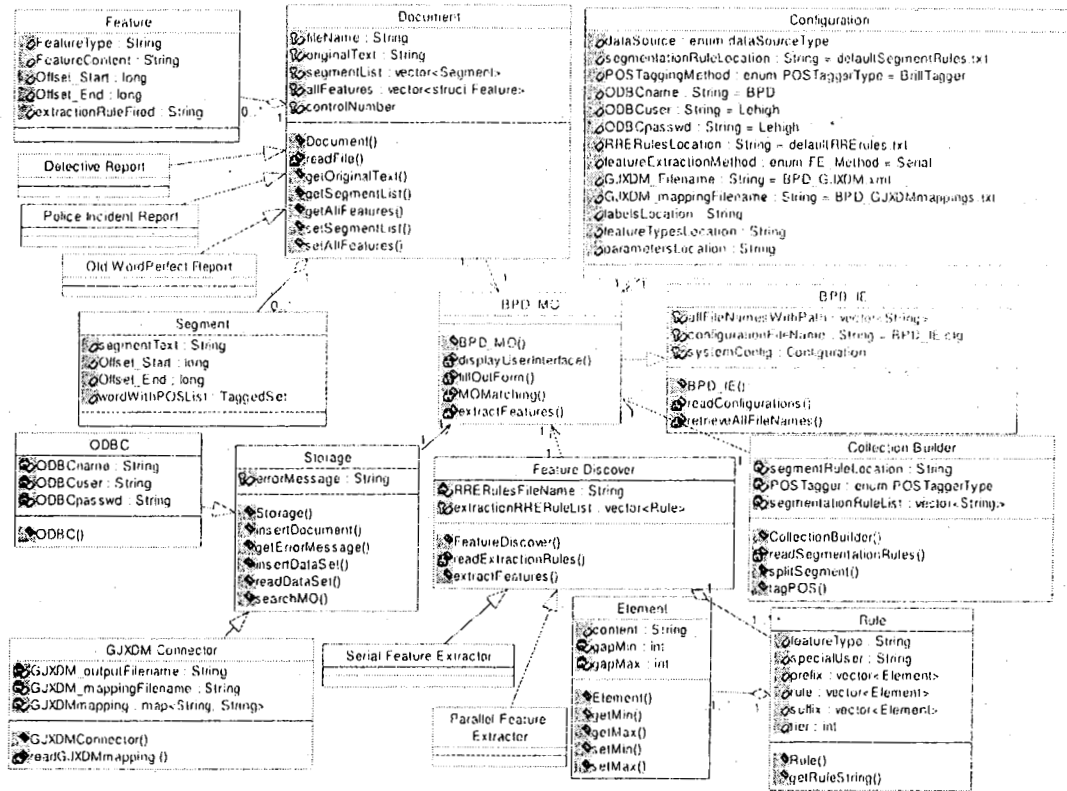 Feature
FeatureType : String
FeatureContent : String
Offset_Start : long
Offset_End : long
extractionRuleFired : String
0..*
1
Document
fileName : String
originalText : String
segmentList : vector<Segment>
allFeatures : vector<struct Feature>
controlNumber
Document()
readFile()
getOriginalText()
getSegmentList()
getAllFeatures()
setSegmentList()
setAllFeatures()
Configuration
dataSource : enum dataSourceType
segmentationRuleLocation : String = defaultSegmentRules.txt
POSTaggingMethod : enum POSTaggerType = BrillTagger
ODBCname : String = BPD
ODBCuser : String = Lehigh
ODBCpasswd : String = Lehigh
RRERulesLocation : String = defaultRRErules.txt
featureExtractionMethod : enum FE_Method = Serial
GJXDM_Filename : String = BPD_GJXDM.xml
GJXDM_mappingFilename : String = BPD_GJXDMmappings.txt
labelsLocation : String
featureTypesLocation : String
parametersLocation : String
Detective Report
Police Incident Report
Old WordPerfect Report
Segment
segmentText : String
Offset_Start : long
Offset_End : long
wordWithPOSList : TaggedSet
BPD_MO
BPD_MO()
displayUserInterface()
fillOutForm()
MOMatching()
extractFeatures()
BPD_IE
allFileNamesWithPath : vector<String>
configurationFileName : String = BPD_IE.cfg
systemConfig : Configuration
BPD_IE()
readConfigurations()
retrieveAllFileNames()
ODBC
ODBCname : String
ODBCuser : String
ODBCpasswd : String
ODBC()
Storage
errorMessage : String
Storage()
insertDocument()
getErrorMessage()
insertDataSet()
readDataSet()
searchMO()
Feature Discover
RRERulesFileName : String
extractionRRERuleList : vector<Rule>
FeatureDiscover()
readExtractionRules()
extractFeatures()
Collection Builder
segmentRuleLocation : String
POSTagger : enum POSTaggerType
segmentationRuleList : vector<String>
CollectionBuilder()
readSegmentationRules()
splitSegment()
tagPOS()
GJXDM Connector
GJXDM_outputFilename : String
GJXDM_mappingFilename : String
GJXDMmapping : map<String, String>
GJXDMConnector()
readGJXDMmapping ()
Serial Feature Extractor
Parallel Feature
Extractor
Element
content : String
gapMin : int
gapMax : int
Element()
getMin()
getMax()
setMin()
setMax()
Rule
featureType : String
specialUser : String
prefix : vector<Element>
rule : vector<Element>
suffix : vector<Element>
tier : int
Rule()
getRuleString()